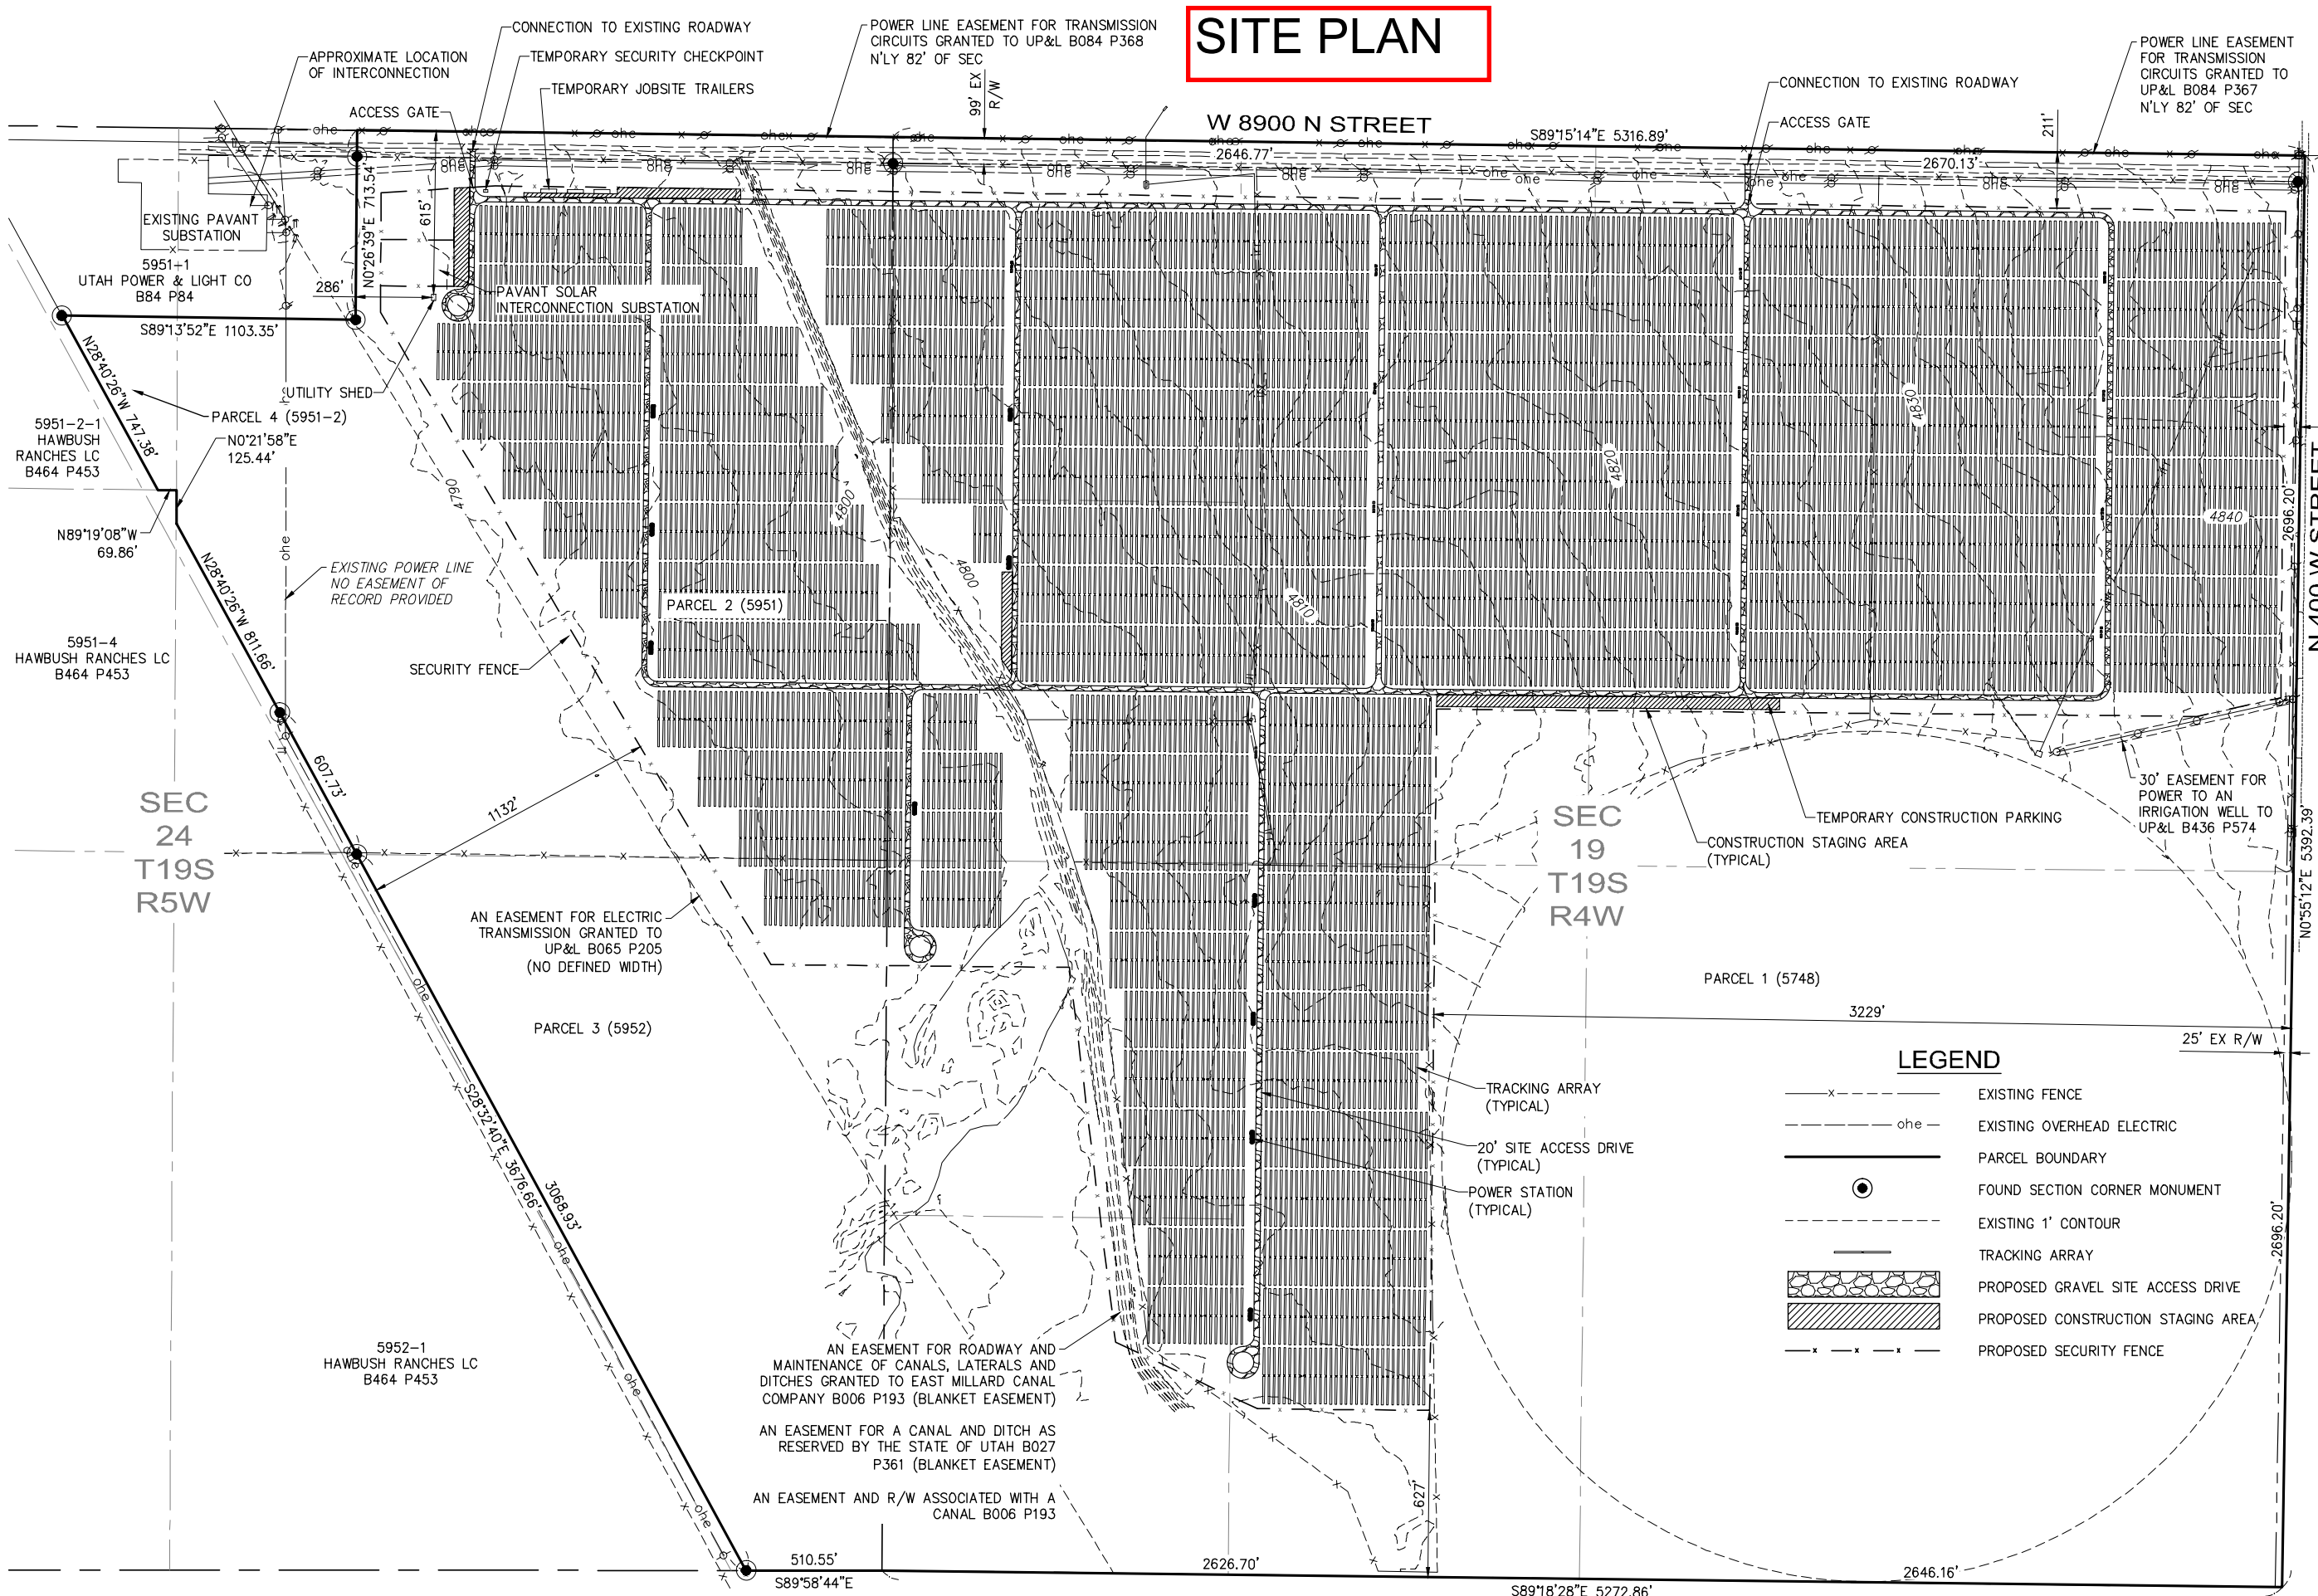 SITE PLAN
CONNECTION TO EXISTING ROADWAY
TEMPORARY SECURITY CHECKPOINT
TEMPORARY JOBSITE TRAILERS
APPROXIMATE LOCATION
OF INTERCONNECTION
ACCESS GATE
POWER LINE EASEMENT FOR TRANSMISSION
CIRCUITS GRANTED TO UP&L B084 P368
N'LY 82' OF SEC
99' EX
R/W
W 8900 N STREET
S89°15'14"E 5316.89'
2646.77'
2670.13'
CONNECTION TO EXISTING ROADWAY
ACCESS GATE
POWER LINE EASEMENT
FOR TRANSMISSION
CIRCUITS GRANTED TO
UP&L B084 P367
N'LY 82' OF SEC
211'
EXISTING PAVANT
SUBSTATION
5951-1
UTAH POWER & LIGHT CO
B84 P84
N0°26'39"E 713.54'
615'
286'
PAVANT SOLAR
INTERCONNECTION SUBSTATION
S89°13'52"E 1103.35'
UTILITY SHED
N28°40'26"W 747.38'
PARCEL 4 (5951-2)
5951-2-1
HAWBUSH
RANCHES LC
B464 P453
N0°21'58"E
125.44'
N89°19'08"W
69.86'
N28°40'26"W 811.66'
ohe
EXISTING POWER LINE
NO EASEMENT OF
RECORD PROVIDED
5951-4
HAWBUSH RANCHES LC
B464 P453
SECURITY FENCE
PARCEL 2 (5951)
4790
4800
4800
4810
4820
4830
4840
2696.20'
N 400 W STREET
607.73'
1132'
SEC
24
T19S
R5W
SEC
19
T19S
R4W
TEMPORARY CONSTRUCTION PARKING
CONSTRUCTION STAGING AREA
(TYPICAL)
30' EASEMENT FOR
POWER TO AN
IRRIGATION WELL TO
UP&L B436 P574
N0°55'12"E 5392.39'
AN EASEMENT FOR ELECTRIC
TRANSMISSION GRANTED TO
UP&L B065 P205
(NO DEFINED WIDTH)
PARCEL 3 (5952)
PARCEL 1 (5748)
3229'
25' EX R/W
S28°32'40"E 3676.66'
3068.93'
ohe
TRACKING ARRAY
(TYPICAL)
20' SITE ACCESS DRIVE
(TYPICAL)
POWER STATION
(TYPICAL)
LEGEND
EXISTING FENCE
ohe
EXISTING OVERHEAD ELECTRIC
PARCEL BOUNDARY
FOUND SECTION CORNER MONUMENT
EXISTING 1' CONTOUR
TRACKING ARRAY
PROPOSED GRAVEL SITE ACCESS DRIVE
PROPOSED CONSTRUCTION STAGING AREA
PROPOSED SECURITY FENCE
2696.20'
5952-1
HAWBUSH RANCHES LC
B464 P453
AN EASEMENT FOR ROADWAY AND
MAINTENANCE OF CANALS, LATERALS AND
DITCHES GRANTED TO EAST MILLARD CANAL
COMPANY B006 P193 (BLANKET EASEMENT)
AN EASEMENT FOR A CANAL AND DITCH AS
RESERVED BY THE STATE OF UTAH B027
P361 (BLANKET EASEMENT)
AN EASEMENT AND R/W ASSOCIATED WITH A
CANAL B006 P193
627'
510.55'
S89°58'44"E
2626.70'
S89°18'28"E 5272.86'
2646.16'